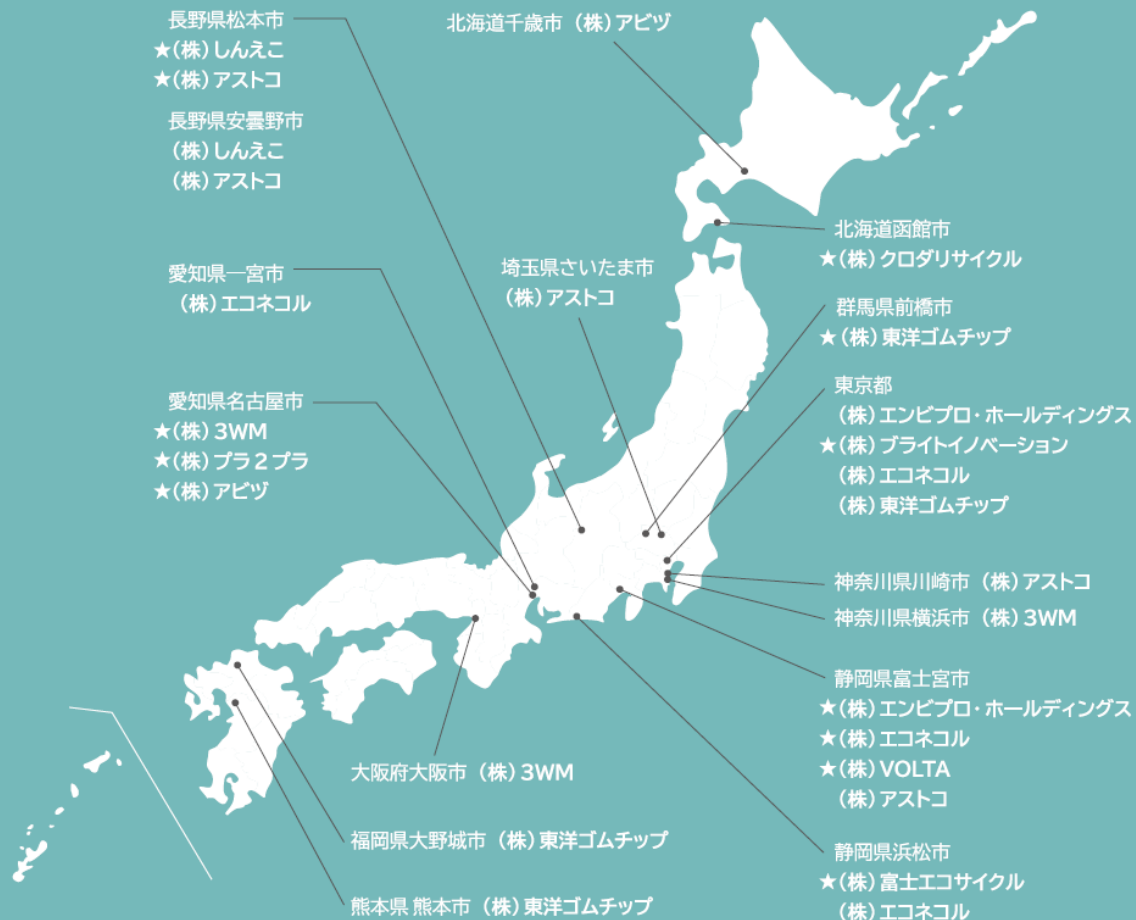 長野県松本市
★(株)しんえこ
★(株)アストコ
長野県安曇野市
(株)しんえこ
(株)アストコ
北海道千歳市 (株)アビヅ
愛知県一宮市
(株)エコネコル
埼玉県さいたま市
(株)アストコ
愛知県名古屋市
★(株)3WM
★(株)プラ2プラ
★(株)アビヅ
北海道函館市
★(株)クロダリサイクル
群馬県前橋市
★(株)東洋ゴムチップ
東京都
(株)エンビプロ・ホールディングス
★(株)ブライトイノベーション
(株)エコネコル
(株)東洋ゴムチップ
神奈川県川崎市 (株)アストコ
神奈川県横浜市 (株)3WM
静岡県富士宮市
★(株)エンビプロ・ホールディングス
★(株)エコネコル
★(株)VOLTA
(株)アストコ
静岡県浜松市
★(株)富士エコサイクル
(株)エコネコル
大阪府大阪市 (株)3WM
福岡県大野城市 (株)東洋ゴムチップ
熊本県 熊本市 (株)東洋ゴムチップ